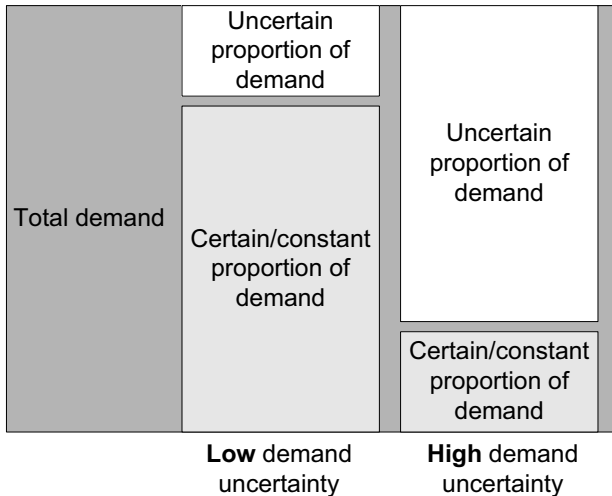 Uncertain
proportion of
demand
Uncertain
proportion of
demand
Total demand
Certain/constant
proportion of
demand
Certain/constant
proportion of
demand
Low demand
uncertainty
High demand
uncertainty